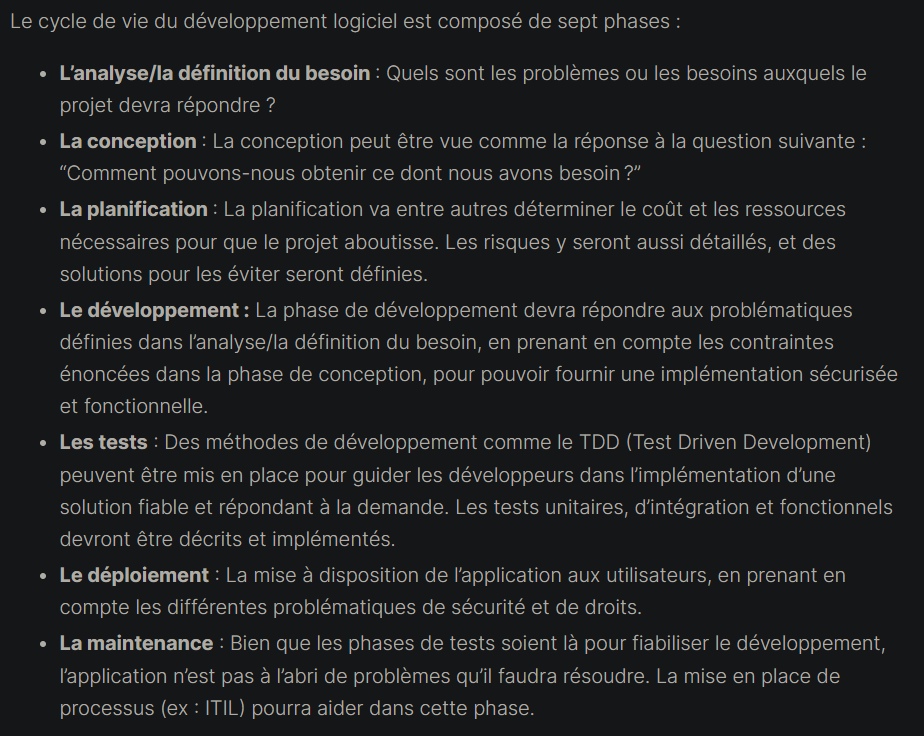 Le cycle de vie du développement logiciel est composé de sept phases :
• L’analyse/la définition du besoin : Quels sont les problèmes ou les besoins auxquels le
projet devra répondre ?
• La conception : La conception peut être vue comme la réponse à la question suivante :
“Comment pouvons-nous obtenir ce dont nous avons besoin ?”
• La planification : La planification va entre autres déterminer le coût et les ressources
nécessaires pour que le projet aboutisse. Les risques y seront aussi détaillés, et des
solutions pour les éviter seront définies.
• Le développement : La phase de développement devra répondre aux problématiques
définies dans l’analyse/la définition du besoin, en prenant en compte les contraintes
énoncées dans la phase de conception, pour pouvoir fournir une implémentation sécurisée
et fonctionnelle.
• Les tests : Des méthodes de développement comme le TDD (Test Driven Development)
peuvent être mis en place pour guider les développeurs dans l’implémentation d’une
solution fiable et répondant à la demande. Les tests unitaires, d’intégration et fonctionnels
devront être décrits et implémentés.
• Le déploiement : La mise à disposition de l’application aux utilisateurs, en prenant en
compte les différentes problématiques de sécurité et de droits.
• La maintenance : Bien que les phases de tests soient là pour fiabiliser le développement,
l’application n’est pas à l’abri de problèmes qu’il faudra résoudre. La mise en place de
processus (ex : ITIL) pourra aider dans cette phase.